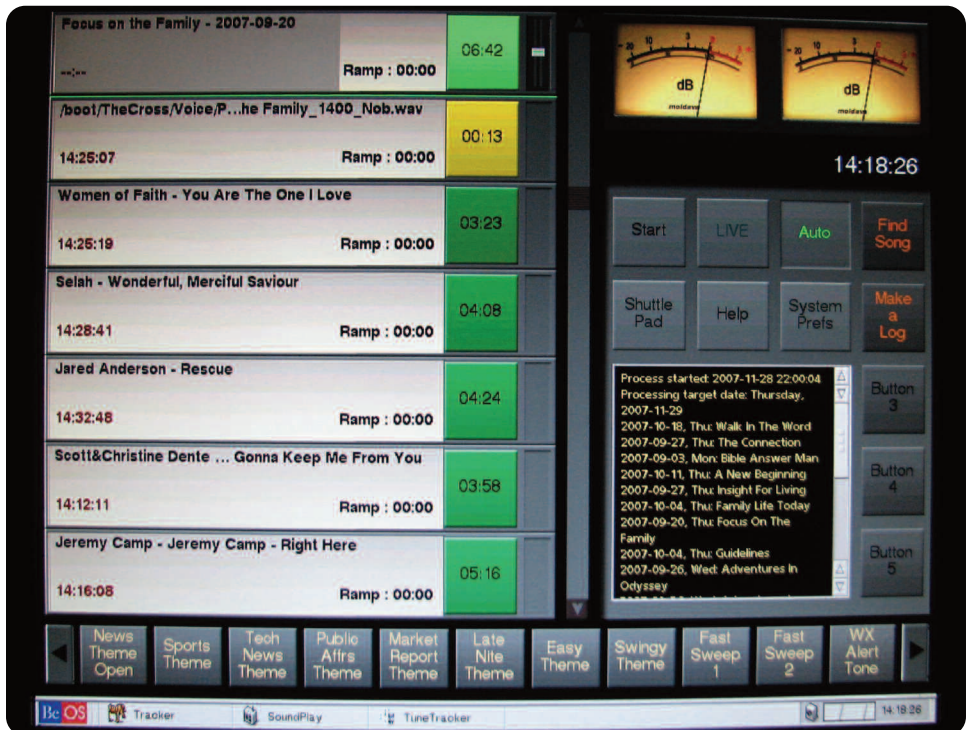 Focus on the Family - 2007-09-20
--:--
Ramp : 00:00
06:42
/boot/TheCross/Voice/P...he Family_1400_Nob.wav
14:25:07
Ramp : 00:00
00:13
Women of Faith - You Are The One I Love
14:25:19
Ramp : 00:00
03:23
Selah - Wonderful, Merciful Saviour
14:28:41
Ramp : 00:00
04:08
Jared Anderson - Rescue
14:32:48
Ramp : 00:00
04:24
Scott&Christine Dente ... Gonna Keep Me From You
14:12:11
Ramp : 00:00
03:58
Jeremy Camp - Jeremy Camp - Right Here
14:16:08
Ramp : 00:00
05:16
20 10 3
dB
moldave
20 10 3
dB
moldave
14:18:26
Start
LIVE
Auto
Find
Song
Shuttle
Pad
Help
System
Prefs
Make
a
Log
Process started: 2007-11-28 22:00:04
Processing target date: Thursday,
2007-11-29
2007-10-18, Thu: Walk In The Word
2007-09-27, Thu: The Connection
2007-09-03, Mon: Bible Answer Man
2007-10-11, Thu: A New Beginning
2007-09-27, Thu: Insight For Living
2007-10-04, Thu: Family Life Today
2007-09-20, Thu: Focus On The
Family
2007-10-04, Thu: Guidelines
2007-09-26, Wed: Adventures In
Odyssey
Button
3
Button
4
Button
5
News
Theme
Open
Sports
Theme
Tech
News
Theme
Public
Affrs
Theme
Market
Report
Theme
Late
Nite
Theme
Easy
Theme
Swingy
Theme
Fast
Sweep
1
Fast
Sweep
2
WX
Alert
Tone
Be OS
Tracker
SoundPlay
TuneTracker
14:18:26